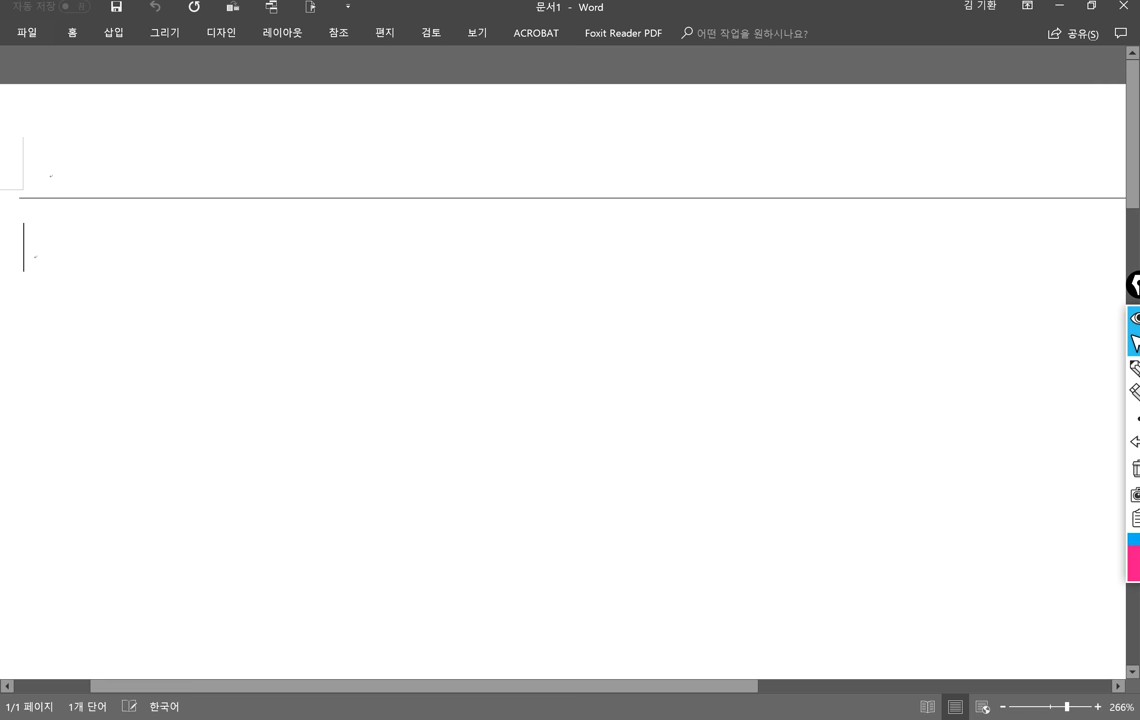 자동 저장 문서1 - Word 김 기환
파일 홈 삽입 그리기 디자인 레이아웃 참조 편지 검토 보기 ACROBAT Foxit Reader PDF 어떤 작업을 원하시나요? 공유(S)
1/1 페이지 1개 단어 한국어 266%